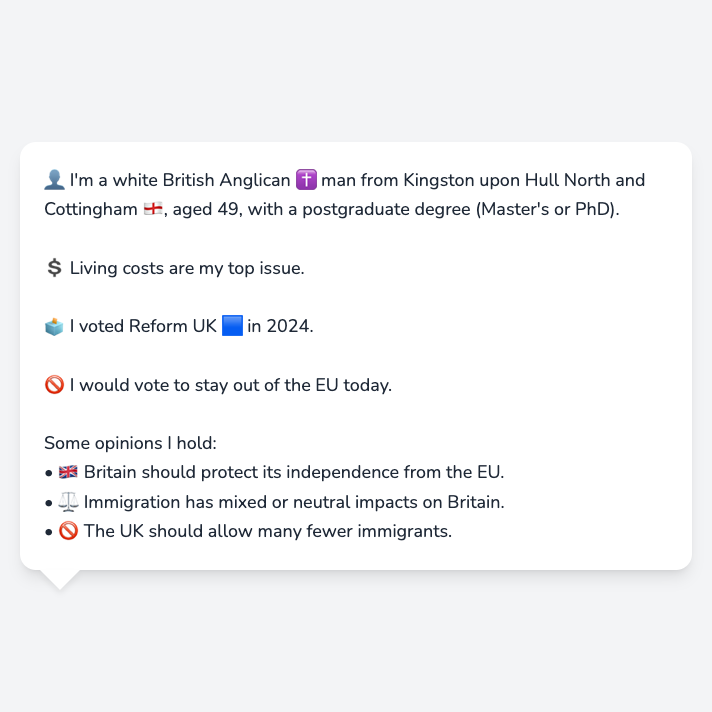 👤 I'm a white British Anglican ✝️ man from Kingston upon Hull North and
Cottingham 🏴󠁧󠁢󠁥󠁮󠁧󠁿, aged 49, with a postgraduate degree (Master's or PhD).
💲 Living costs are my top issue.
🗳️ I voted Reform UK 🟦 in 2024.
🚫 I would vote to stay out of the EU today.
Some opinions I hold:
• 🇬🇧 Britain should protect its independence from the EU.
• ⚖️ Immigration has mixed or neutral impacts on Britain.
• 🚫 The UK should allow many fewer immigrants.